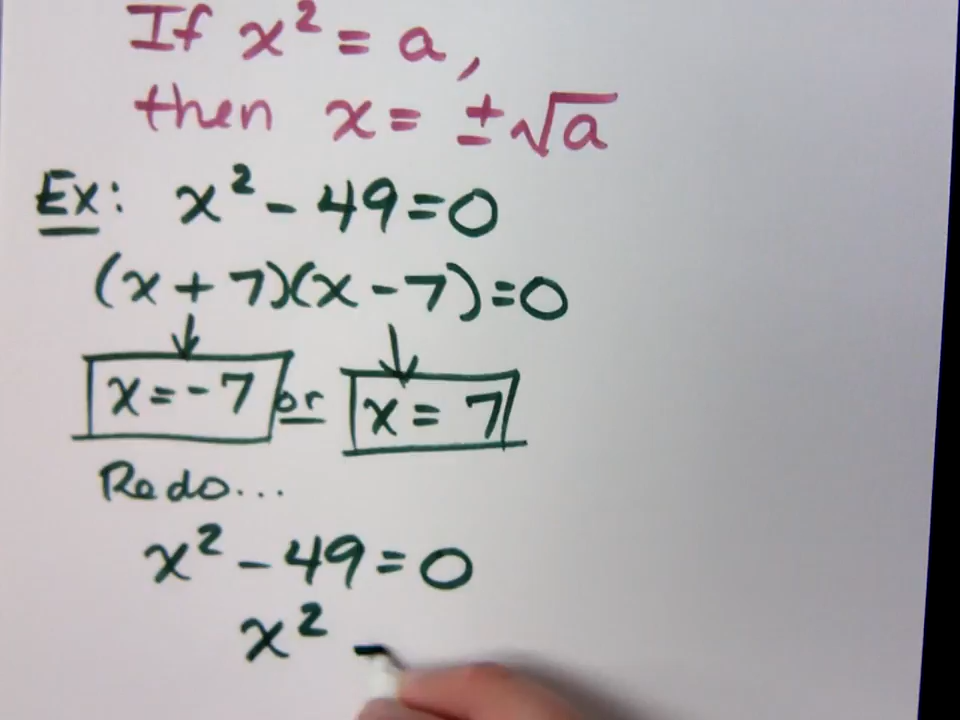 If x² = a,
then x = ±√a
Ex: x² - 49 = 0
(x + 7)(x - 7) = 0
x = -7 or x = 7
Redo...
x² - 49 = 0
x² -